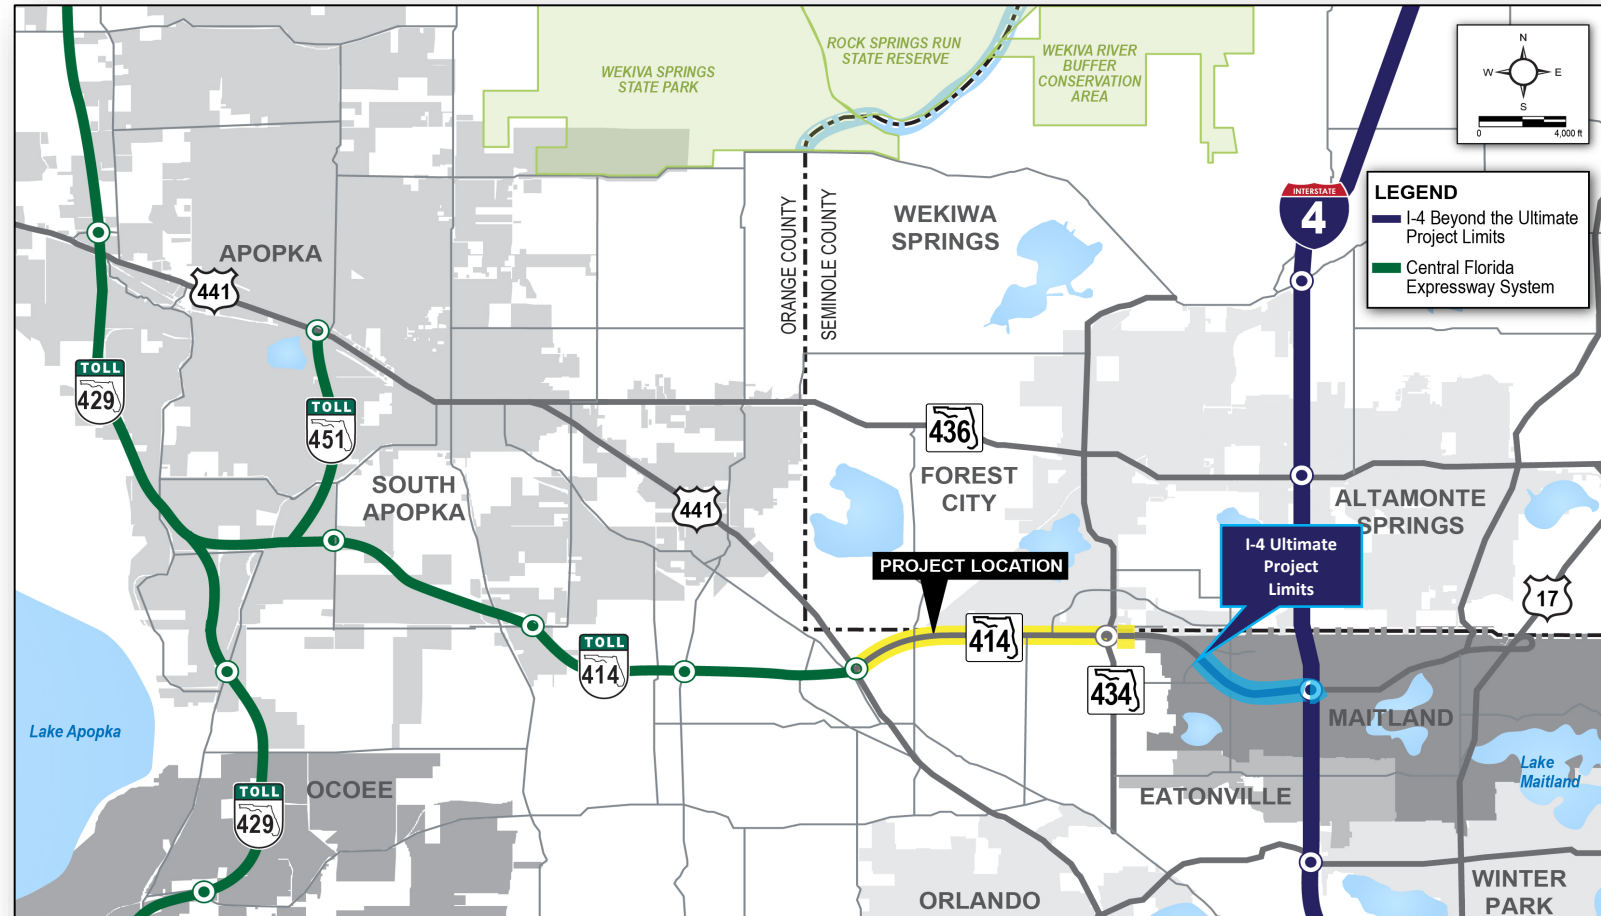 WEKIVA SPRINGS
STATE PARK
ROCK SPRINGS RUN
STATE RESERVE
WEKIVA RIVER
BUFFER
CONSERVATION
AREA
N
W
E
S
0
4,000 ft
LEGEND
I-4 Beyond the Ultimate
Project Limits
Central Florida
Expressway System
INTERSTATE
4
ORANGE COUNTY
SEMINOLE COUNTY
WEKIWA
SPRINGS
APOPKA
441
TOLL
429
TOLL
451
436
FOREST
CITY
SOUTH
APOPKA
441
ALTAMONTE
SPRINGS
I-4 Ultimate
Project
Limits
PROJECT LOCATION
17
414
TOLL
414
434
Lake Apopka
MAITLAND
Lake
Maitland
OCOEE
EATONVILLE
TOLL
429
ORLANDO
WINTER
PARK